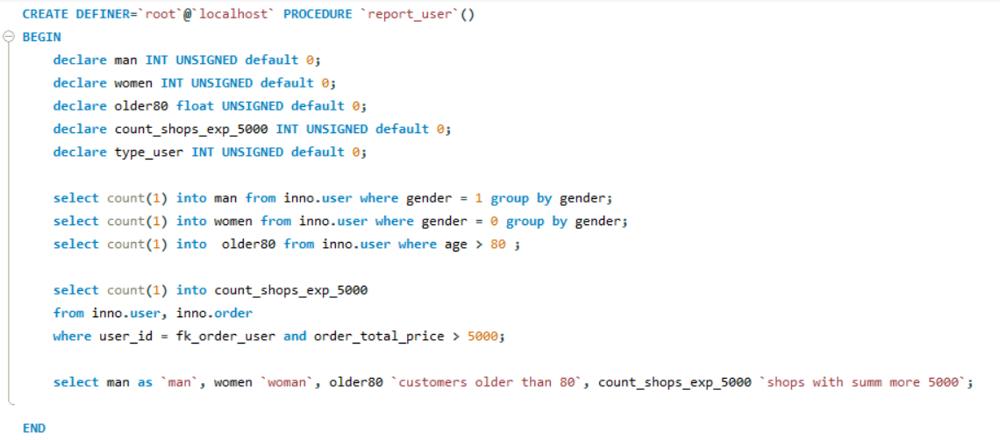 CREATE DEFINER=`root`@`localhost` PROCEDURE `report_user`()
BEGIN
declare man INT UNSIGNED default 0;
declare women INT UNSIGNED default 0;
declare older80 float UNSIGNED default 0;
declare count_shops_exp_5000 INT UNSIGNED default 0;
declare type_user INT UNSIGNED default 0;
select count(1) into man from inno.user where gender = 1 group by gender;
select count(1) into women from inno.user where gender = 0 group by gender;
select count(1) into  older80 from inno.user where age > 80 ;
select count(1) into count_shops_exp_5000
from inno.user, inno.order
where user_id = fk_order_user and order_total_price > 5000;
select man as `man`, women `woman`, older80 `customers older than 80`, count_shops_exp_5000 `shops with summ more 5000`;
END